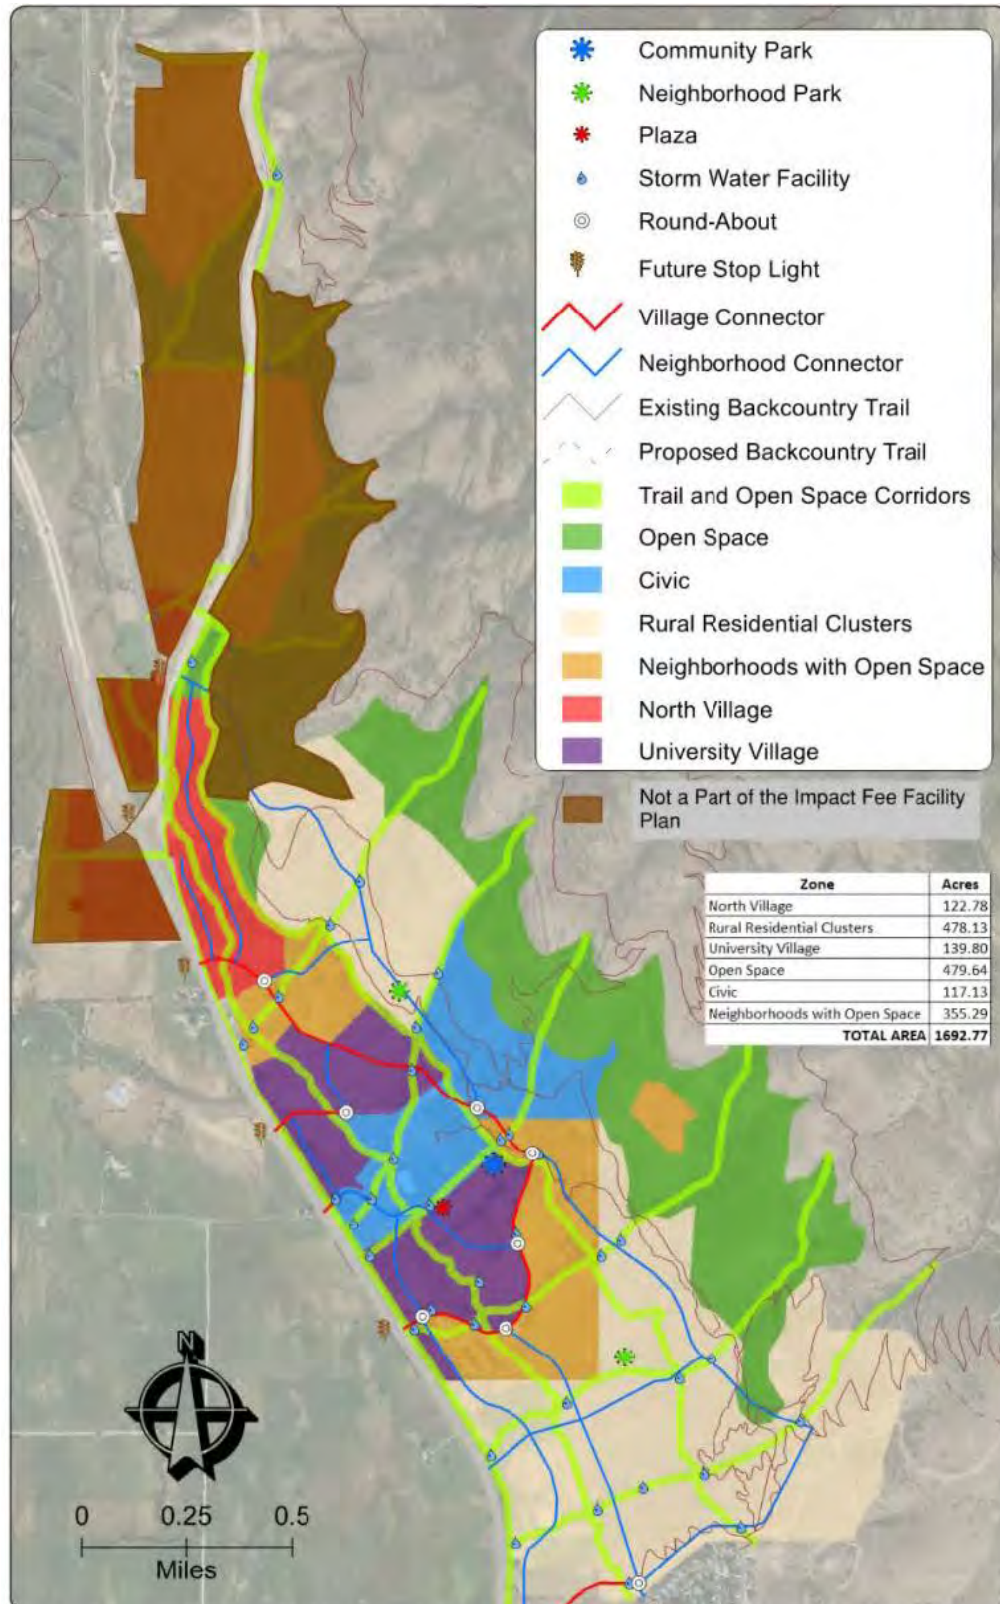 Community Park
Neighborhood Park
Plaza
Storm Water Facility
Round-About
Future Stop Light
Village Connector
Neighborhood Connector
Existing Backcountry Trail
Proposed Backcountry Trail
Trail and Open Space Corridors
Open Space
Civic
Rural Residential Clusters
Neighborhoods with Open Space
North Village
University Village
Not a Part of the Impact Fee Facility
Plan
Zone Acres
North Village 122.78
Rural Residential Clusters 478.13
University Village 139.80
Open Space 479.64
Civic 117.13
Neighborhoods with Open Space 355.29
TOTAL AREA 1692.77
N
0 0.25 0.5
Miles